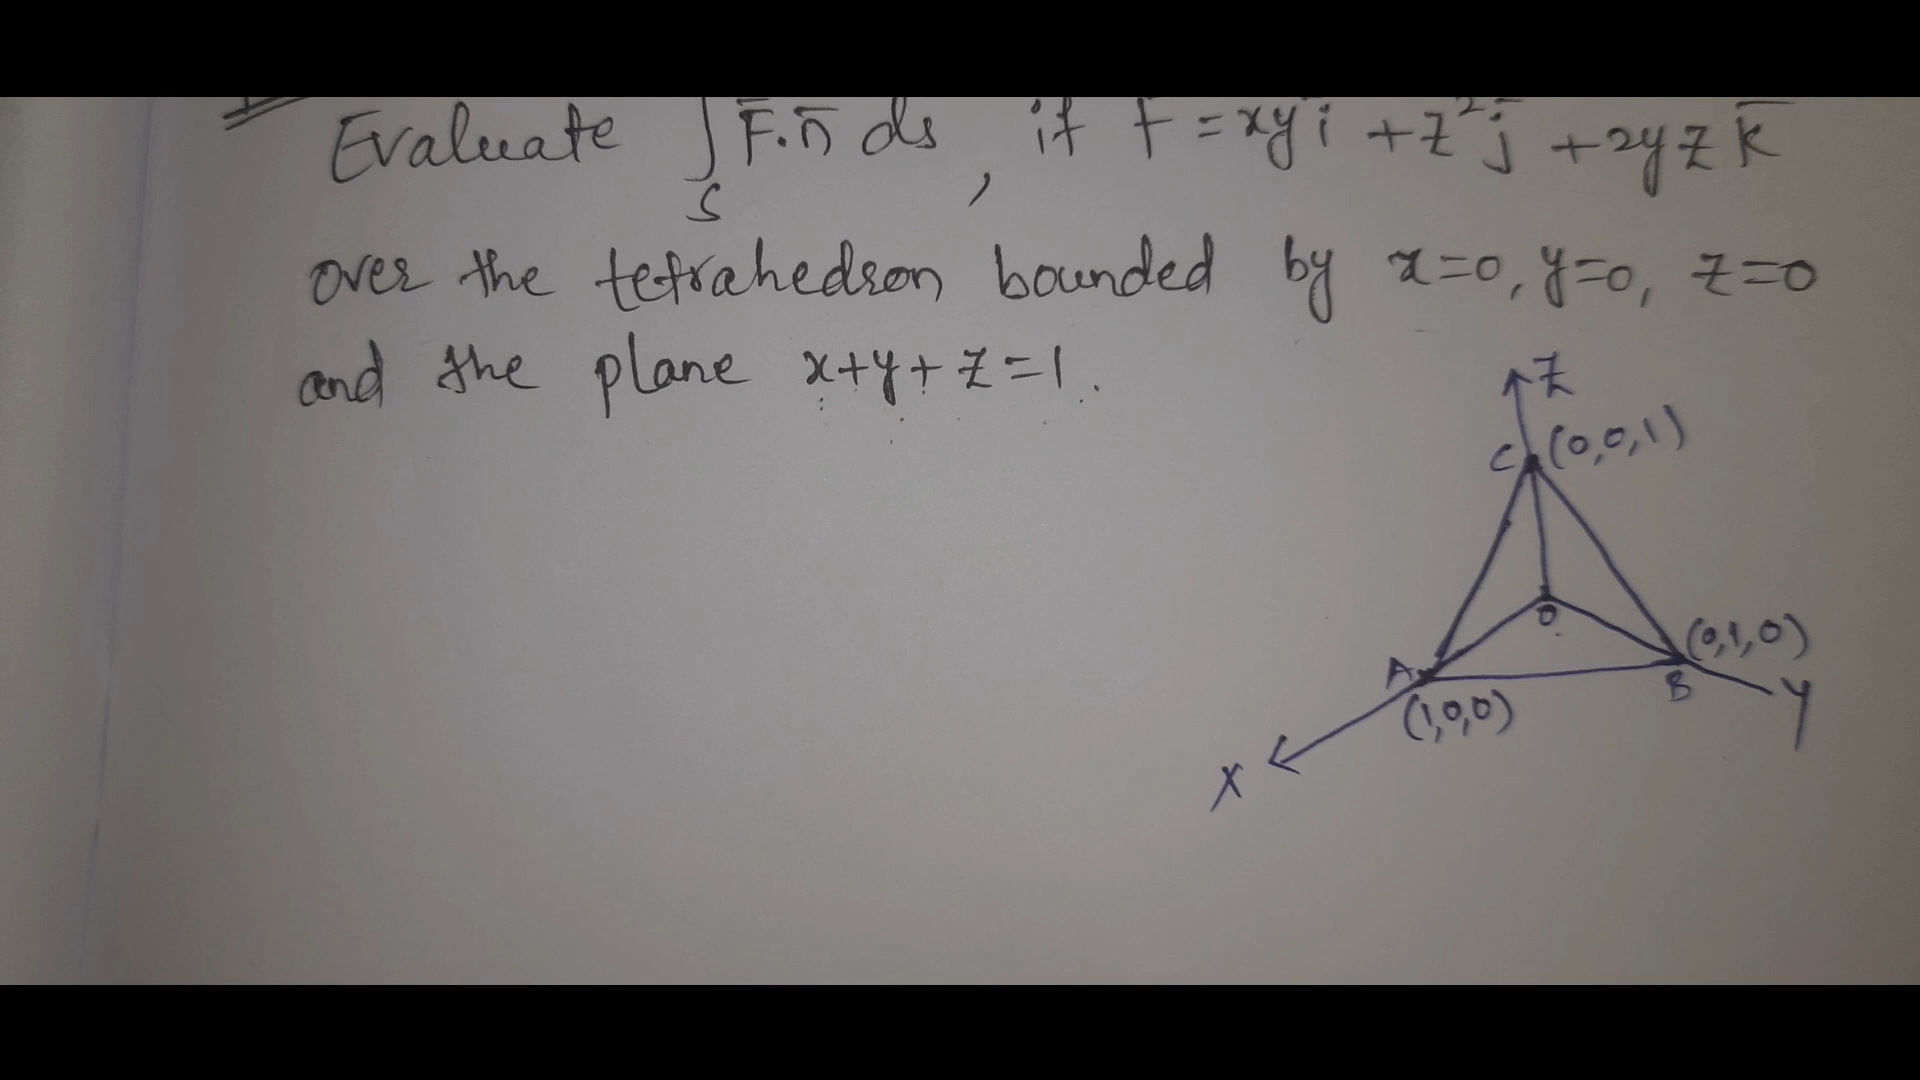 Evaluate ∫_S F̄.n̄ ds, if F = xy i + z² j + 2yz k̄
over the tetrahedron bounded by x=0, y=0, z=0
and the plane x+y+z=1.
Z
C (0,0,1)
O
(0,1,0)
A B
(1,0,0) Y
X